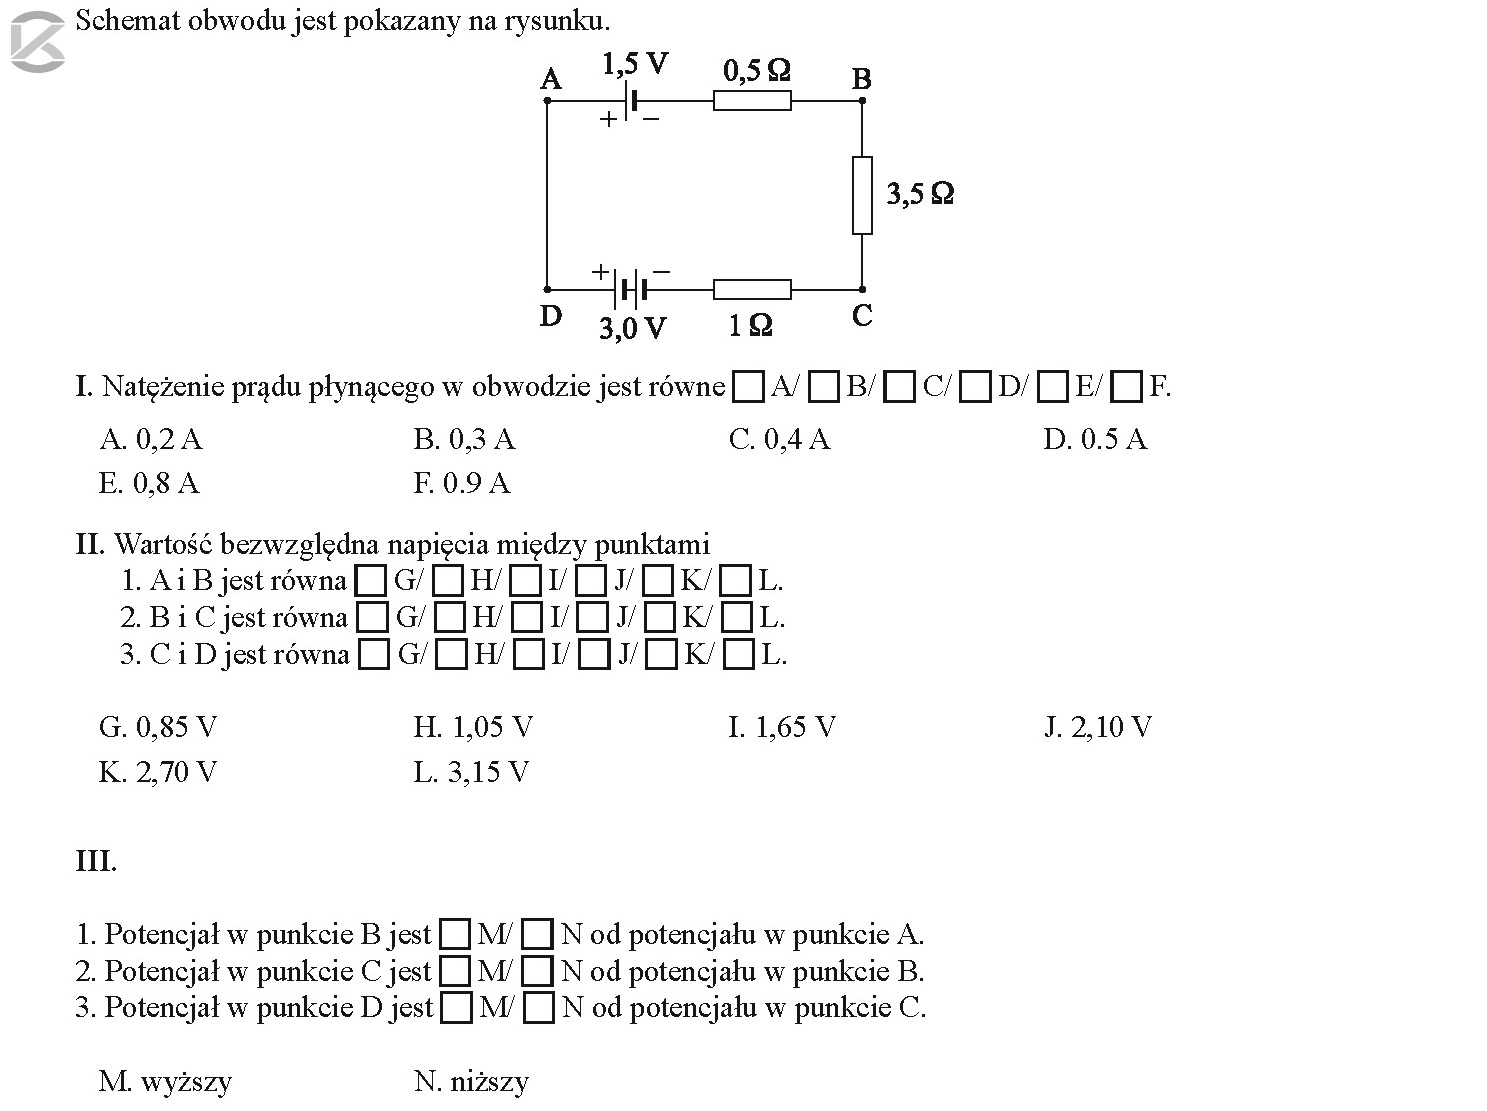 Schemat obwodu jest pokazany na rysunku.
A 1,5 V 0,5 Ω B
+ −
3,5 Ω
+ −
D 3,0 V 1 Ω C
I. Natężenie prądu płynącego w obwodzie jest równe □ A/ □ B/ □ C/ □ D/ □ E/ □ F.
A. 0,2 A B. 0,3 A C. 0,4 A D. 0.5 A
E. 0,8 A F. 0.9 A
II. Wartość bezwzględna napięcia między punktami
1. A i B jest równa □ G/ □ H/ □ I/ □ J/ □ K/ □ L.
2. B i C jest równa □ G/ □ H/ □ I/ □ J/ □ K/ □ L.
3. C i D jest równa □ G/ □ H/ □ I/ □ J/ □ K/ □ L.
G. 0,85 V H. 1,05 V I. 1,65 V J. 2,10 V
K. 2,70 V L. 3,15 V
III.
1. Potencjał w punkcie B jest □ M/ □ N od potencjału w punkcie A.
2. Potencjał w punkcie C jest □ M/ □ N od potencjału w punkcie B.
3. Potencjał w punkcie D jest □ M/ □ N od potencjału w punkcie C.
M. wyższy N. niższy